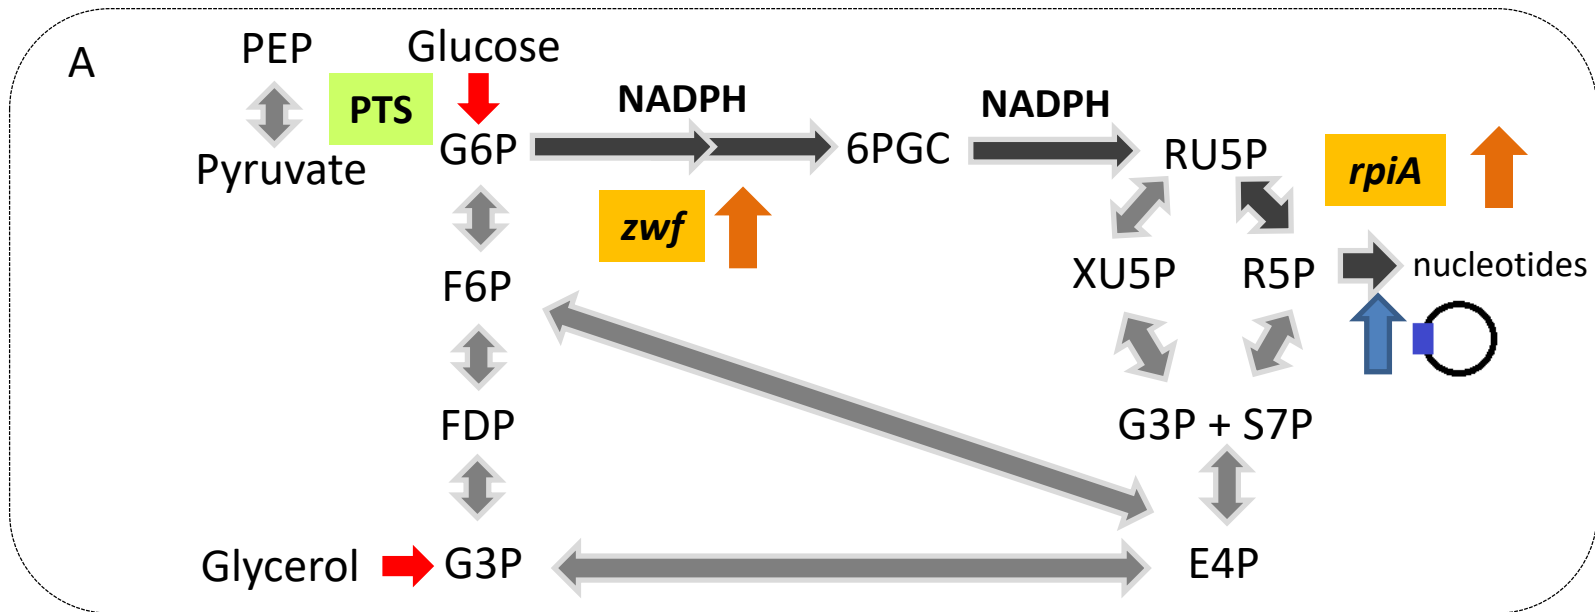 A
PEP
Glucose
PTS
NADPH
NADPH
Pyruvate
G6P
6PGC
RU5P
rpiA
zwf
F6P
XU5P
R5P
nucleotides
FDP
G3P + S7P
Glycerol
G3P
E4P